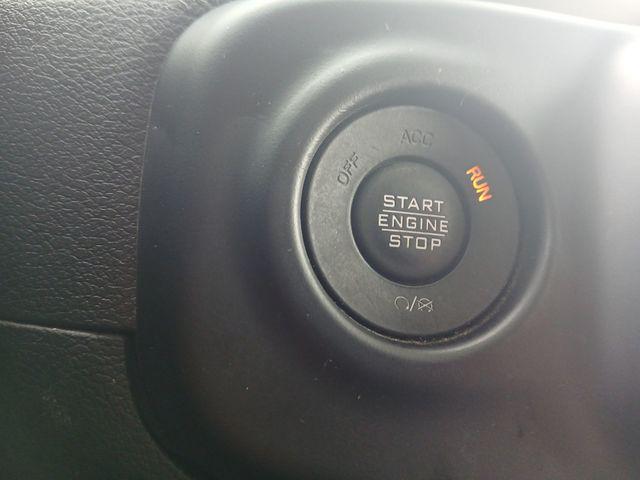 OFF
ACC
RUN
START
ENGINE
STOP